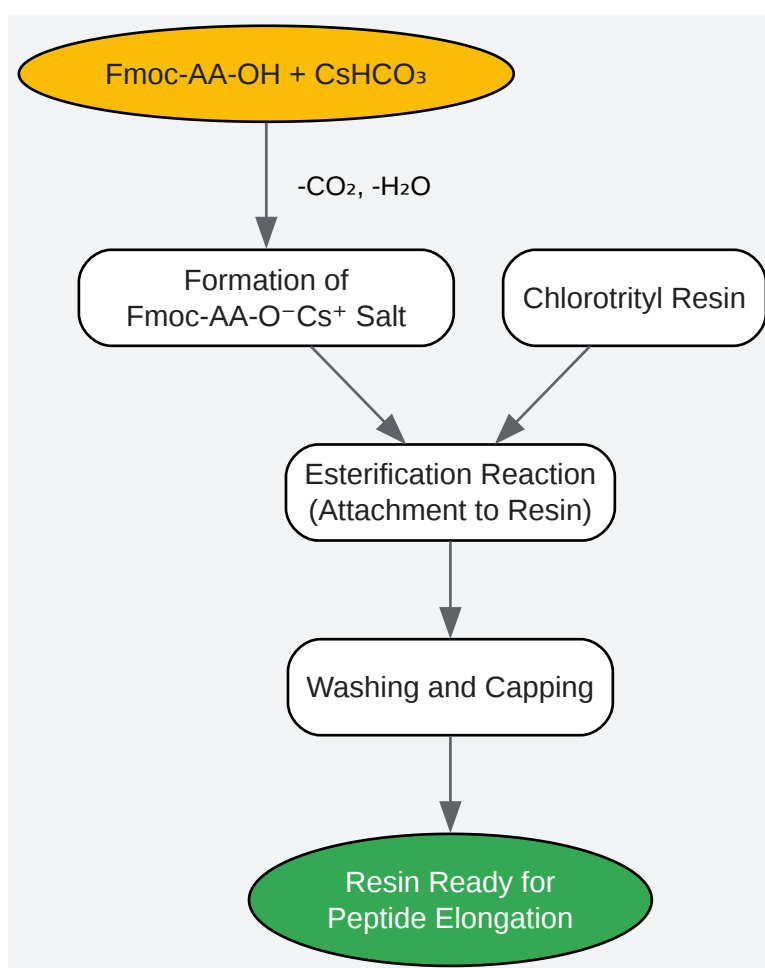 Fmoc-AA-OH + CsHCO₃
-CO₂, -H₂O
Formation of
Fmoc-AA-O⁻Cs⁺ Salt
Chlorotrityl Resin
Esterification Reaction
(Attachment to Resin)
Washing and Capping
Resin Ready for
Peptide Elongation